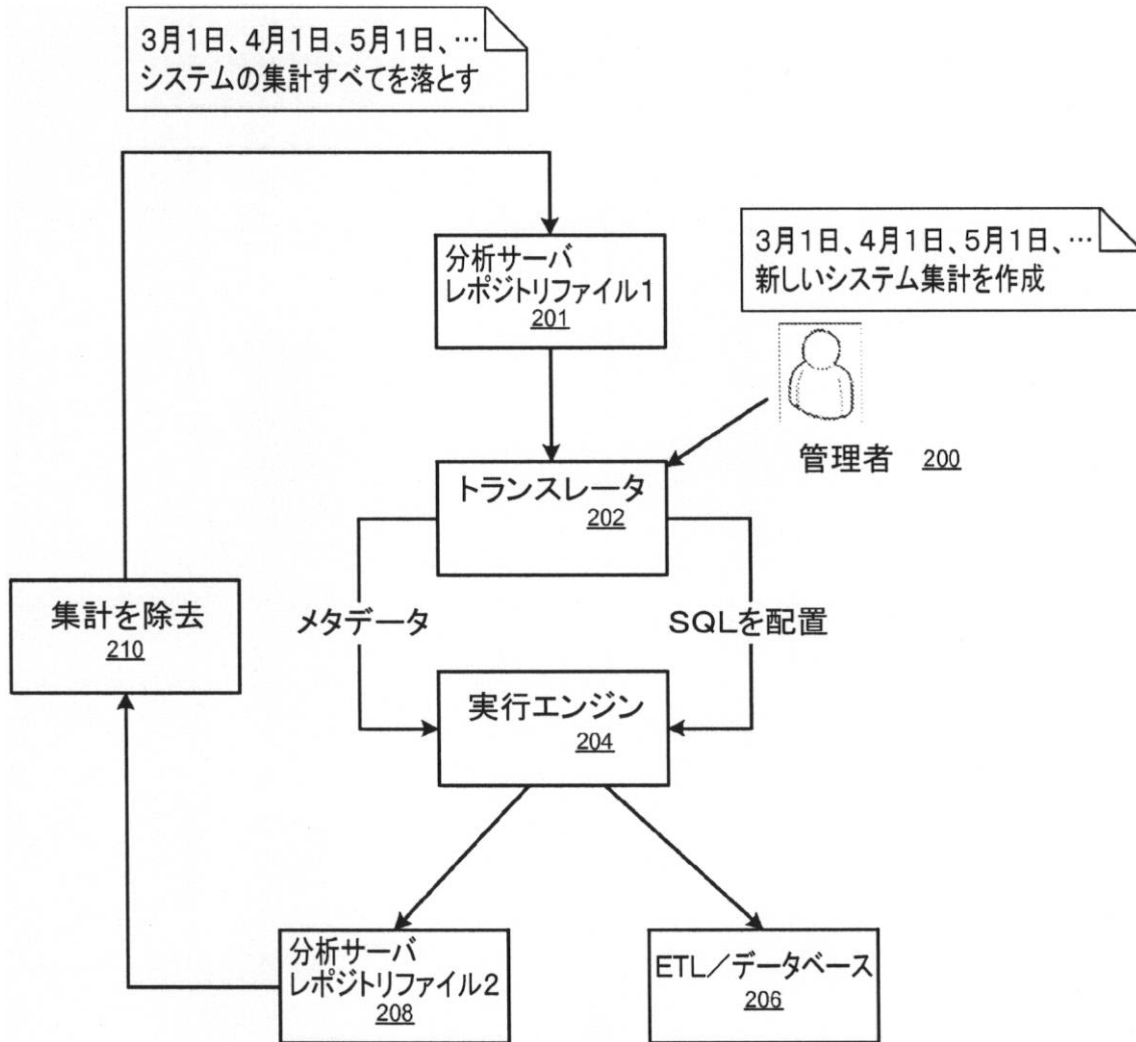 3月1日、4月1日、5月1日、…
システムの集計すべてを落とす
分析サーバ
レポジトリファイル1
201
3月1日、4月1日、5月1日、…
新しいシステム集計を作成
管理者 200
トランスレータ
202
メタデータ
SQLを配置
集計を除去
210
実行エンジン
204
分析サーバ
レポジトリファイル2
208
ETL／データベース
206